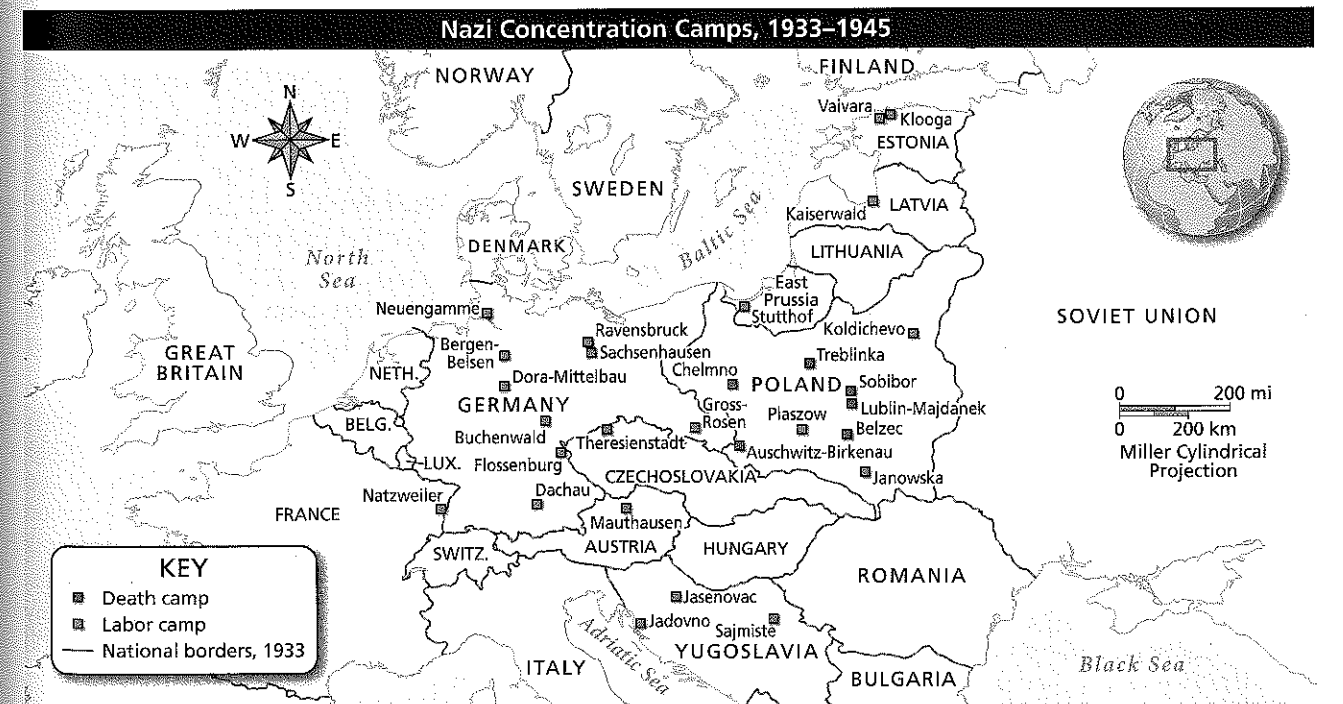 Nazi Concentration Camps, 1933–1945
NORWAY
FINLAND
N
W
E
S
Vaivara
Klooga
ESTONIA
SWEDEN
Baltic Sea
Kaiserwald
LATVIA
LITHUANIA
DENMARK
North
Sea
East
Prussia
Stutthof
Neuengamme
Koldichevo
SOVIET UNION
Ravensbruck
Sachsenhausen
Bergen-
Belsen
Treblinka
GREAT
BRITAIN
NETH.
Dora-Mittelbau
Chelmno
POLAND
Sobibor
GERMANY
Gross-
Rosen
Plaszow
Lublin-Majdanek
Belzec
BELG.
Buchenwald
Theresienstadt
Auschwitz-Birkenau
LUX.
Flossenburg
CZECHOSLOVAKIA
Janowska
Natzweiler
Dachau
FRANCE
Mauthausen
AUSTRIA
SWITZ.
HUNGARY
ROMANIA
Jasenovac
Jadovno
Sajmiste
Adriatic Sea
YUGOSLAVIA
ITALY
BULGARIA
Black Sea
0 200 mi
0 200 km
Miller Cylindrical
Projection
KEY
Death camp
Labor camp
National borders, 1933